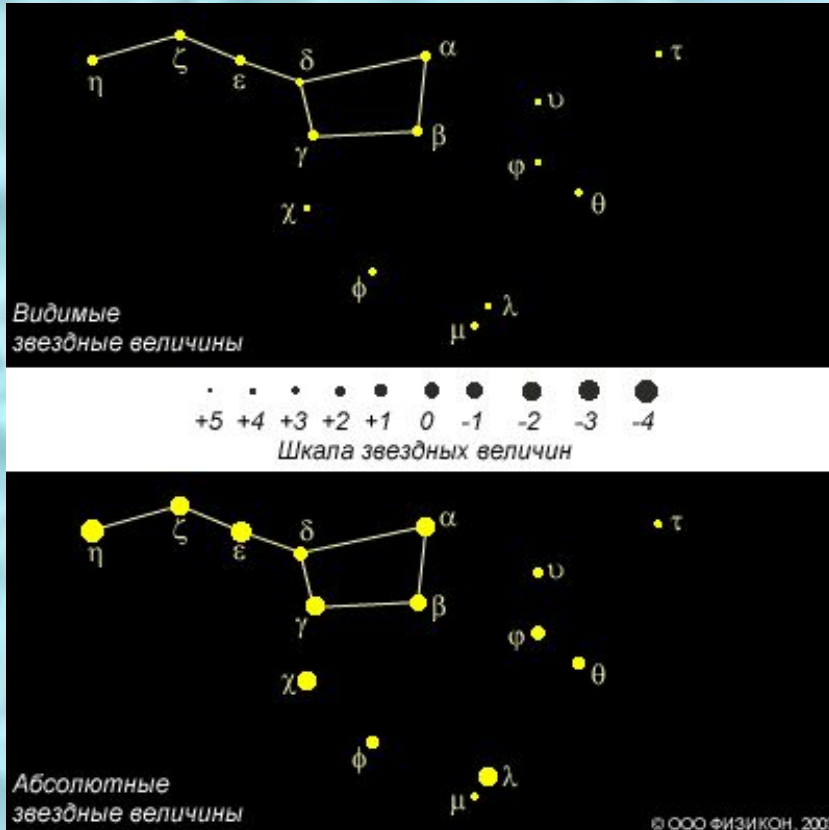 α
τ
ζ
δ
η
ε
υ
β
γ
φ
θ
χ
ϕ
λ
Видимые
μ
звездные величины
+5 +4 +3 +2 +1 0 -1 -2 -3 -4
Шкала звездных величин
α
τ
ζ
δ
η
ε
υ
β
γ
φ
θ
χ
ϕ
λ
Абсолютные
μ
звездные величины
© ООО ФИЗИКОН, 200